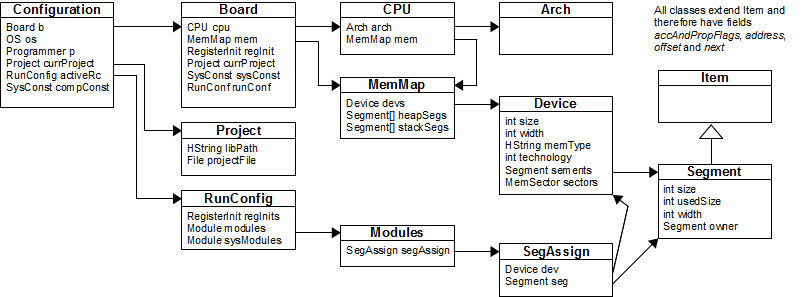 Configuration
Board b
OS os
Programmer p
Project currProject
RunConfig activeRc
SysConst compConst
Board
CPU cpu
MemMap mem
RegisterInit regInit
Project currProject
SysConst sysConst
RunConf runConf
CPU
Arch arch
MemMap mem
Arch
All classes extend Item and
therefore have fields
accAndPropFlags, address,
offset and next
MemMap
Device devs
Segment[] heapSegs
Segment[] stackSegs
Item
Device
int size
int width
HString memType
int technology
Segment sements
MemSector sectors
Project
HString libPath
File projectFile
Segment
int size
int usedSize
int width
Segment owner
RunConfig
RegisterInit regInits
Module modules
Module sysModules
Modules
SegAssign segAssign
SegAssign
Device dev
Segment seg